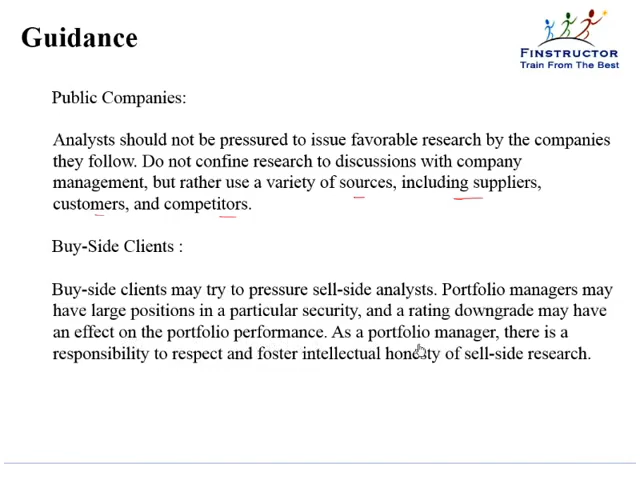 Guidance
FINSTRUCTOR
Train From The Best
Public Companies:
Analysts should not be pressured to issue favorable research by the companies
they follow. Do not confine research to discussions with company
management, but rather use a variety of sources, including suppliers,
customers, and competitors.
Buy-Side Clients :
Buy-side clients may try to pressure sell-side analysts. Portfolio managers may
have large positions in a particular security, and a rating downgrade may have
an effect on the portfolio performance. As a portfolio manager, there is a
responsibility to respect and foster intellectual honesty of sell-side research.